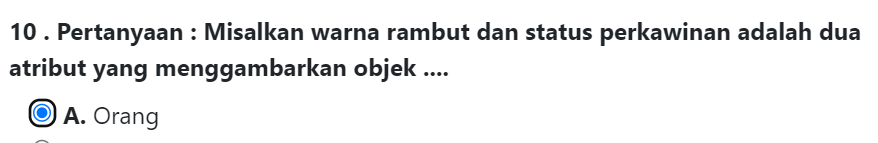 10 . Pertanyaan : Misalkan warna rambut dan status perkawinan adalah dua
atribut yang menggambarkan objek ....
A. Orang